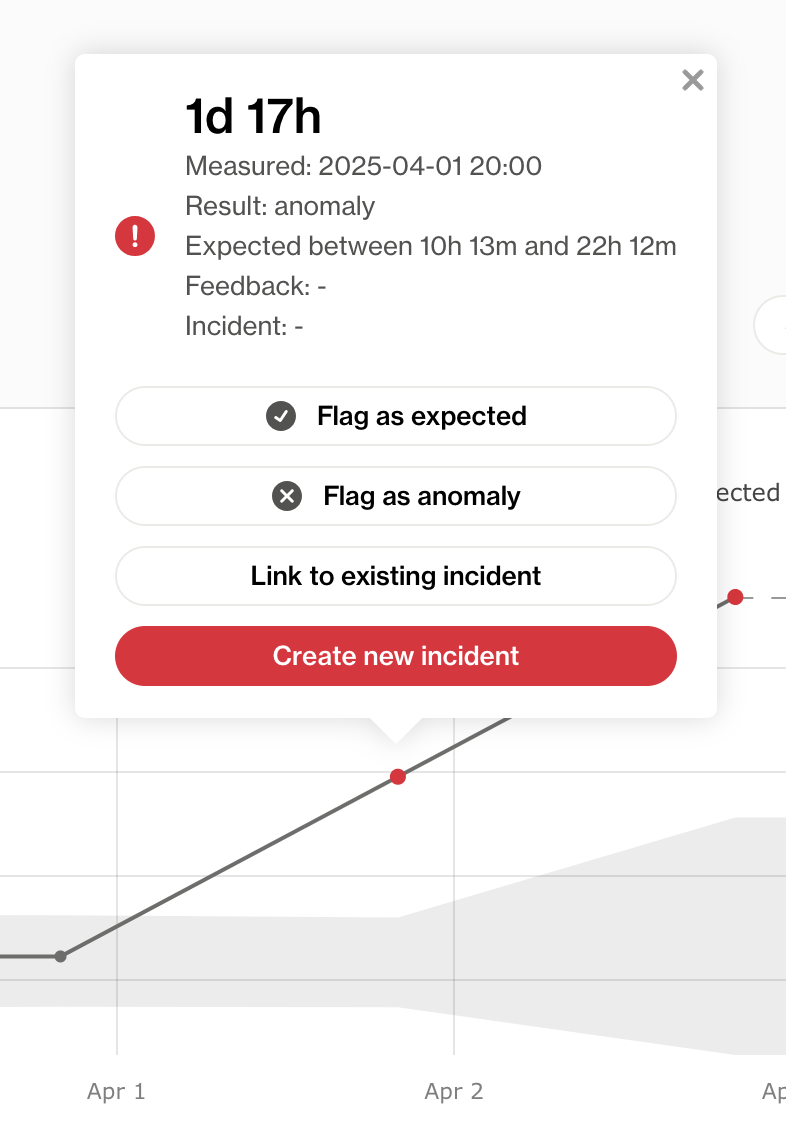 1d 17h
Measured: 2025-04-01 20:00
Result: anomaly
Expected between 10h 13m and 22h 12m
Feedback: -
Incident: -
Flag as expected
Flag as anomaly
ected
Link to existing incident
Create new incident
Apr 1
Apr 2
Ap